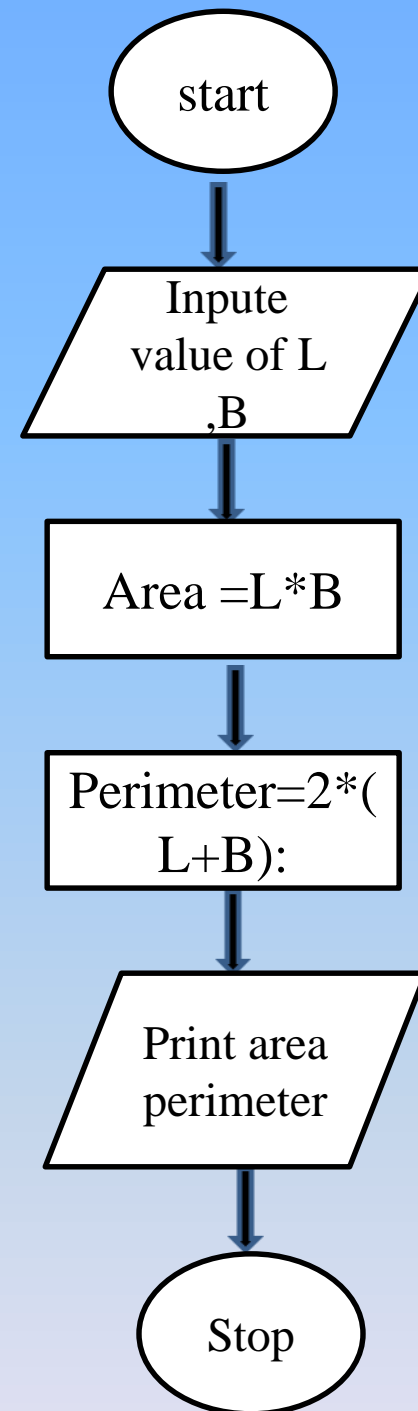 start
Inpute
value of L
,B
Area =L*B
Perimeter=2*(
L+B):
Print area
perimeter
Stop